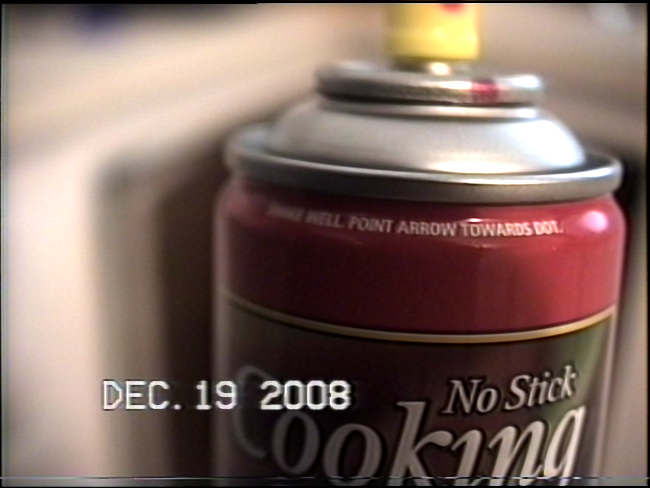 SHAKE WELL. POINT ARROW TOWARDS DOT.
No Stick
Cooking
DEC. 19 2008